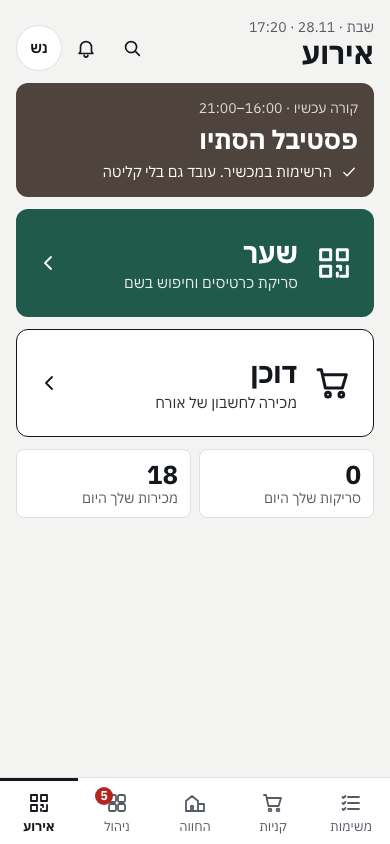 שבת · 28.11 · 17:20
אירוע
נש
קורה עכשיו · 16:00–21:00
פסטיבל הסתיו
הרשימות במכשיר. עובד גם בלי קליטה
שער
סריקת כרטיסים וחיפוש בשם
דוכן
מכירה לחשבון של אורח
0
סריקות שלך היום
18
מכירות שלך היום
משימות
קניות
החווה
5
ניהול
אירוע